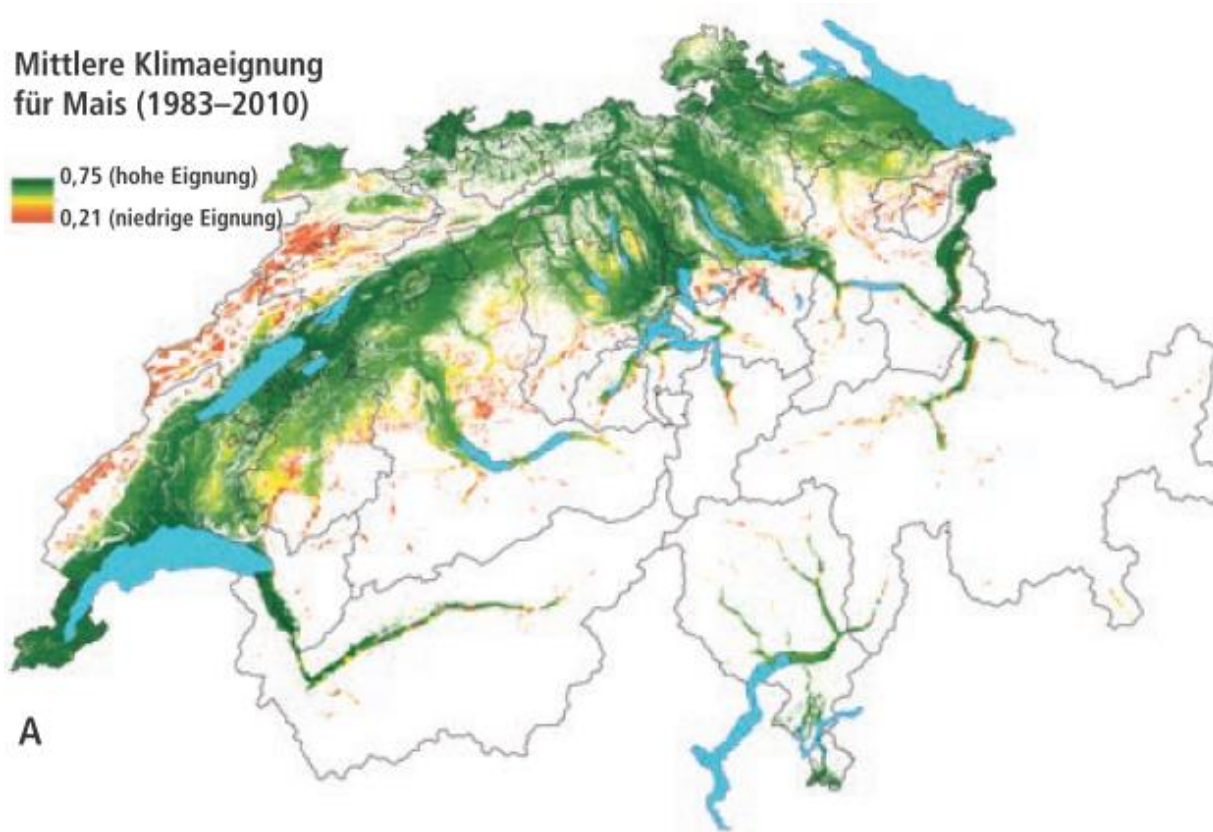 Mittlere Klimaeignung
für Mais (1983–2010)
0,75 (hohe Eignung)
0,21 (niedrige Eignung)
A